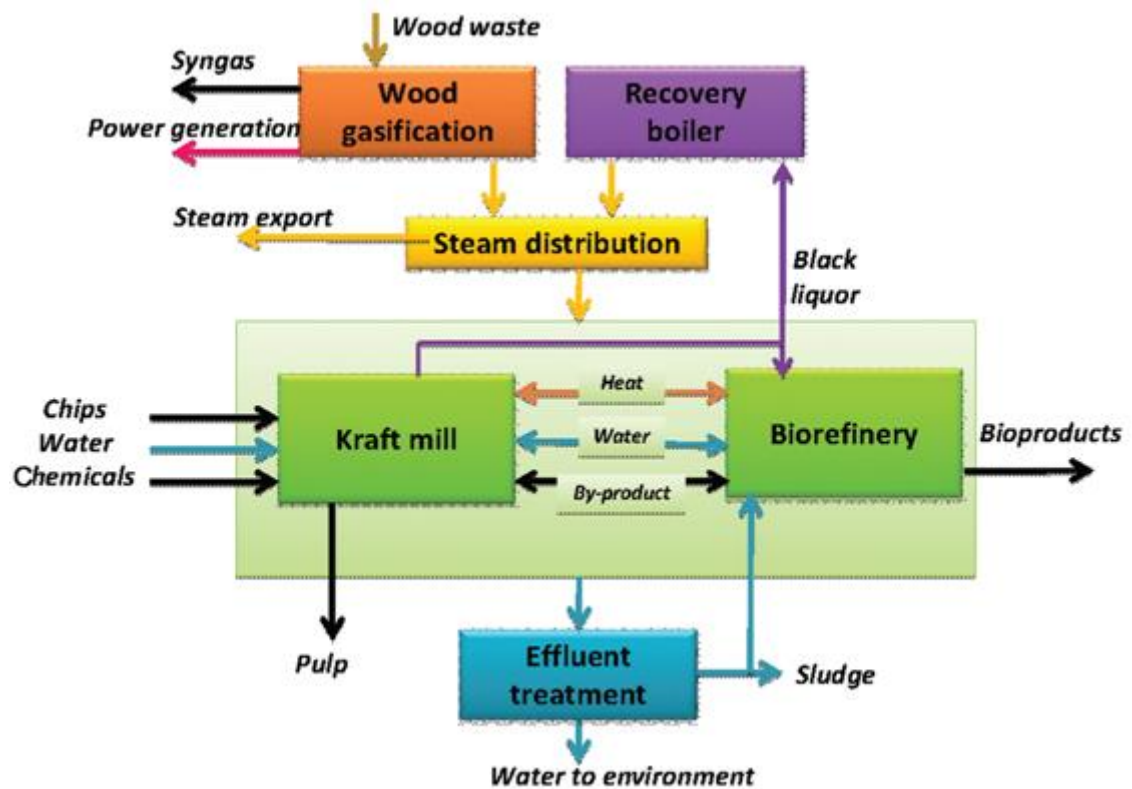 Wood waste
Syngas
Wood
gasification
Recovery
boiler
Power generation
Steam export
Steam distribution
Black
liquor
Chips
Water
Chemicals
Kraft mill
Heat
Water
By-product
Biorefinery
Bioproducts
Pulp
Effluent
treatment
Sludge
Water to environment